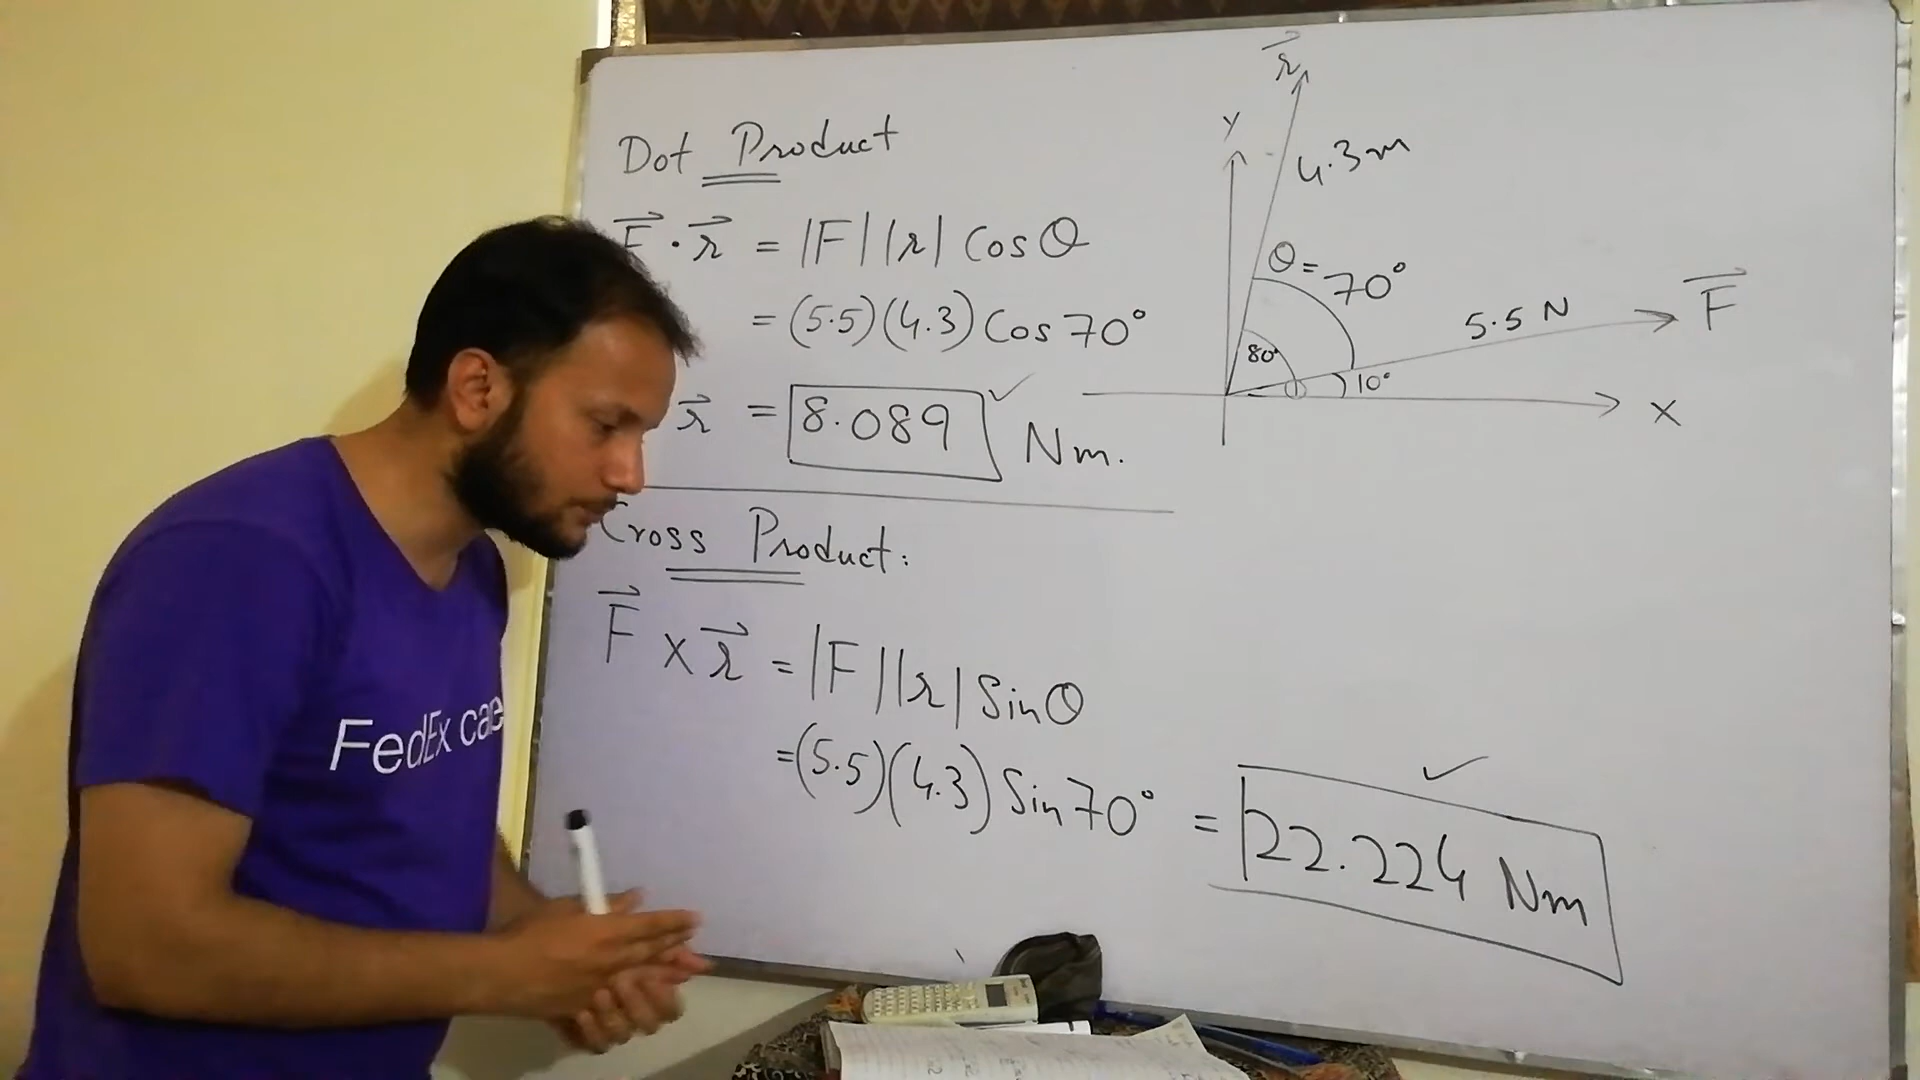 Dot Product
F⃗ · r⃗ = |F| |r| Cos θ
= (5.5)(4.3) Cos 70°
r⃗ = 8.089 ✓ Nm.
Cross Product:
F⃗ x r⃗ = |F| |r| Sin θ
= (5.5)(4.3) Sin 70° = 22.224 Nm ✓
r⃗
y
4.3m
θ = 70°
5.5 N
F⃗
80°
10°
x
FedEx care